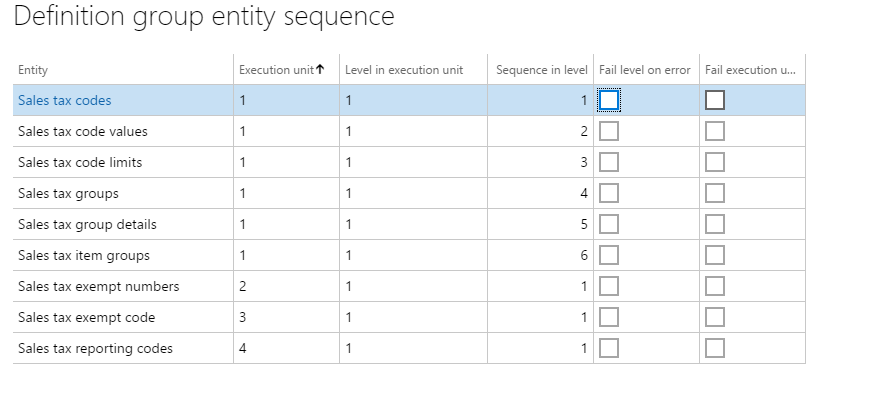 Definition group entity sequence
Entity Execution unit↑ Level in execution unit Sequence in level Fail level on error Fail execution u...
Sales tax codes 1 1 1
Sales tax code values 1 1 2
Sales tax code limits 1 1 3
Sales tax groups 1 1 4
Sales tax group details 1 1 5
Sales tax item groups 1 1 6
Sales tax exempt numbers 2 1 1
Sales tax exempt code 3 1 1
Sales tax reporting codes 4 1 1